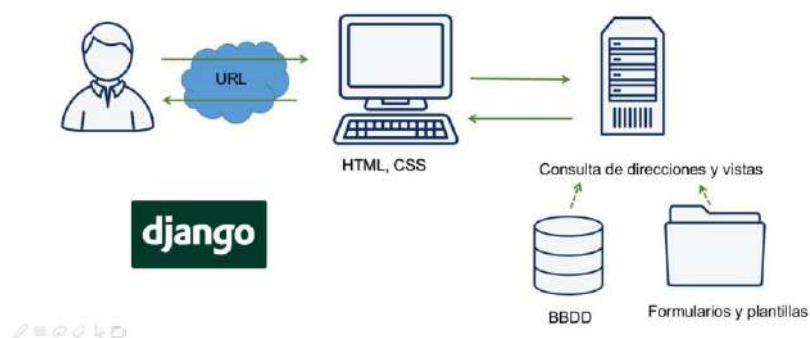 URL
HTML, CSS
Consulta de direcciones y vistas
django
BBDD
Formularios y plantillas